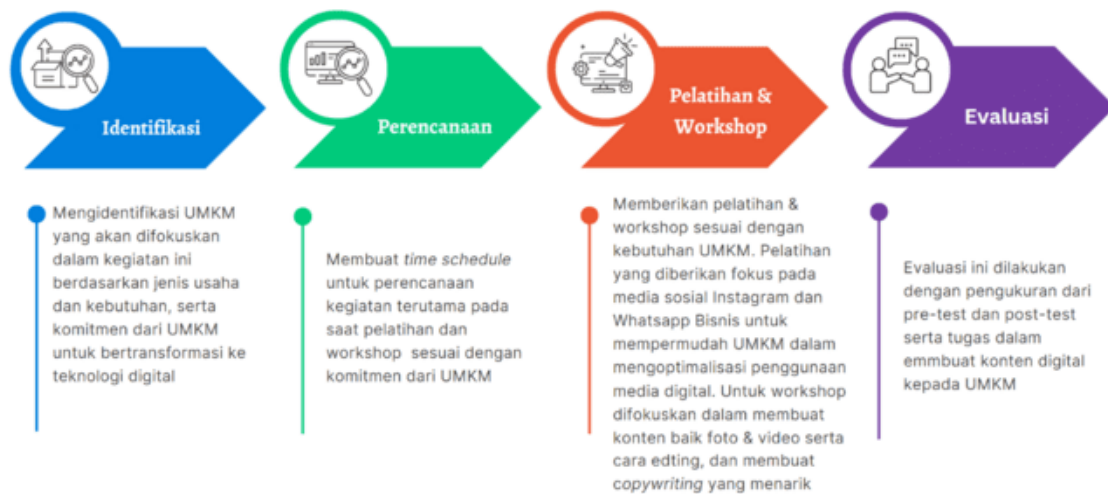 Identifikasi
Mengidentifikasi UMKM
yang akan difokuskan
dalam kegiatan ini
berdasarkan jenis usaha
dan kebutuhan, serta
komitmen dari UMKM
untuk bertransformasi ke
teknologi digital
Perencanaan
Membuat time schedule
untuk perencanaan
kegiatan terutama pada
saat pelatihan dan
workshop sesuai dengan
komitmen dari UMKM
Pelatihan &
Workshop
Memberikan pelatihan &
workshop sesuai dengan
kebutuhan UMKM. Pelatihan
yang diberikan fokus pada
media sosial Instagram dan
Whatsapp Bisnis untuk
mempermudah UMKM dalam
mengoptimalisasi penggunaan
media digital. Untuk workshop
difokuskan dalam membuat
konten baik foto & video serta
cara edting, dan membuat
copywriting yang menarik
Evaluasi
Evaluasi ini dilakukan
dengan pengukuran dari
pre-test dan post-test
serta tugas dalam
emmbuat konten digital
kepada UMKM